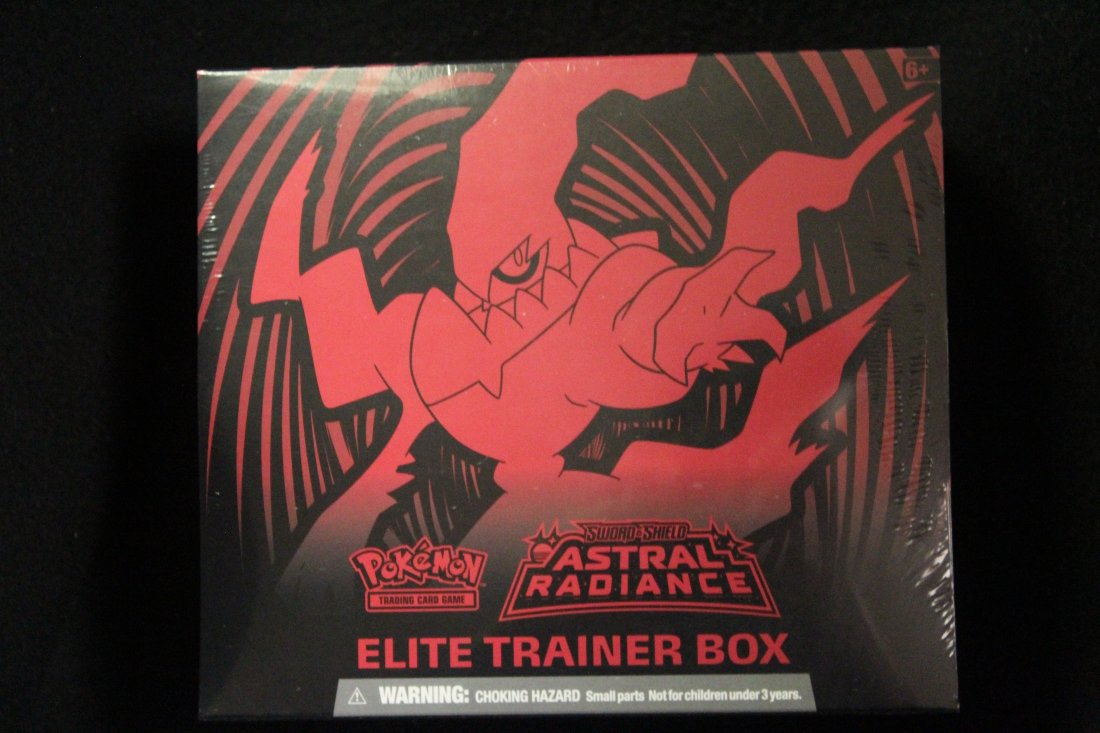 6+
Pokémon
TRADING CARD GAME
SWORD & SHIELD
ASTRAL
RADIANCE
ELITE TRAINER BOX
WARNING: CHOKING HAZARD Small parts Not for children under 3 years.